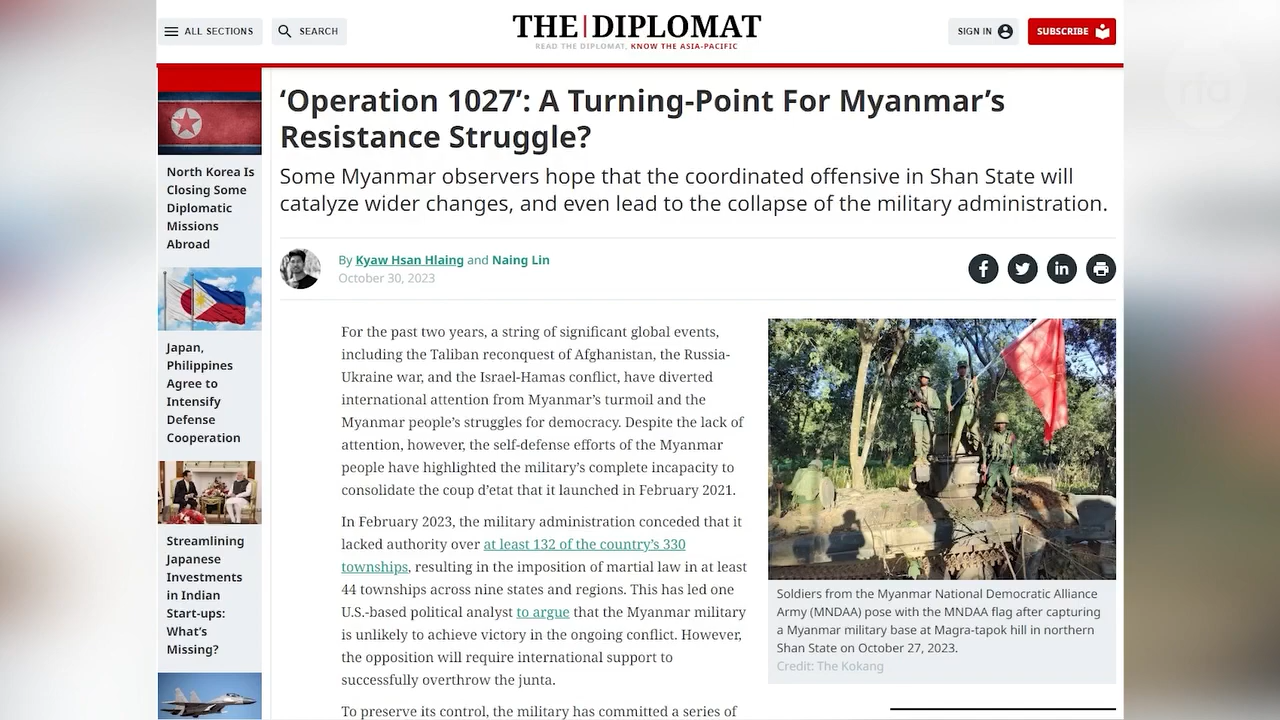 ALL SECTIONS
SEARCH
THE|DIPLOMAT
READ THE DIPLOMAT, KNOW THE ASIA-PACIFIC
SIGN IN
SUBSCRIBE
rfa
North Korea Is
Closing Some
Diplomatic
Missions
Abroad
Japan,
Philippines
Agree to
Intensify
Defense
Cooperation
Streamlining
Japanese
Investments
in Indian
Start-ups:
What's
Missing?
‘Operation 1027’: A Turning-Point For Myanmar’s
Resistance Struggle?
Some Myanmar observers hope that the coordinated offensive in Shan State will
catalyze wider changes, and even lead to the collapse of the military administration.
By Kyaw Hsan Hlaing and Naing Lin
October 30, 2023
For the past two years, a string of significant global events,
including the Taliban reconquest of Afghanistan, the Russia-
Ukraine war, and the Israel-Hamas conflict, have diverted
international attention from Myanmar’s turmoil and the
Myanmar people’s struggles for democracy. Despite the lack of
attention, however, the self-defense efforts of the Myanmar
people have highlighted the military’s complete incapacity to
consolidate the coup d’etat that it launched in February 2021.
In February 2023, the military administration conceded that it
lacked authority over at least 132 of the country’s 330
townships, resulting in the imposition of martial law in at least
44 townships across nine states and regions. This has led one
U.S.-based political analyst to argue that the Myanmar military
is unlikely to achieve victory in the ongoing conflict. However,
the opposition will require international support to
successfully overthrow the junta.
To preserve its control, the military has committed a series of
Soldiers from the Myanmar National Democratic Alliance
Army (MNDAA) pose with the MNDAA flag after capturing
a Myanmar military base at Magra-tapok hill in northern
Shan State on October 27, 2023.
Credit: The Kokang